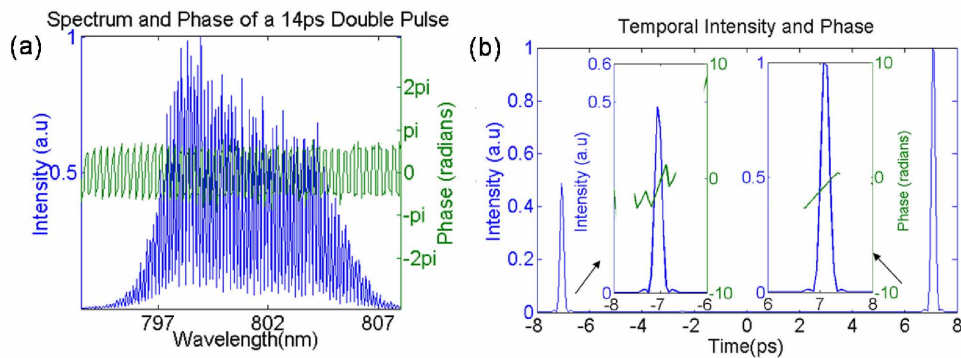 Spectrum and Phase of a 14ps Double Pulse
(a)
1
0.5
Intensity (a.u)
2pi
pi
0
-pi
-2pi
Phase (radians)
797
802
807
Wavelength(nm)
Temporal Intensity and Phase
(b)
1
0.8
0.6
0.4
0.2
0
Intensity (a.u)
0.6
0.5
0
Intensity (a.u)
-8
-7
-6
10
0
-10
1
0.5
0
6
7
8
10
0
-10
Phase (radians)
-8
-6
-4
-2
0
2
4
6
8
Time(ps)